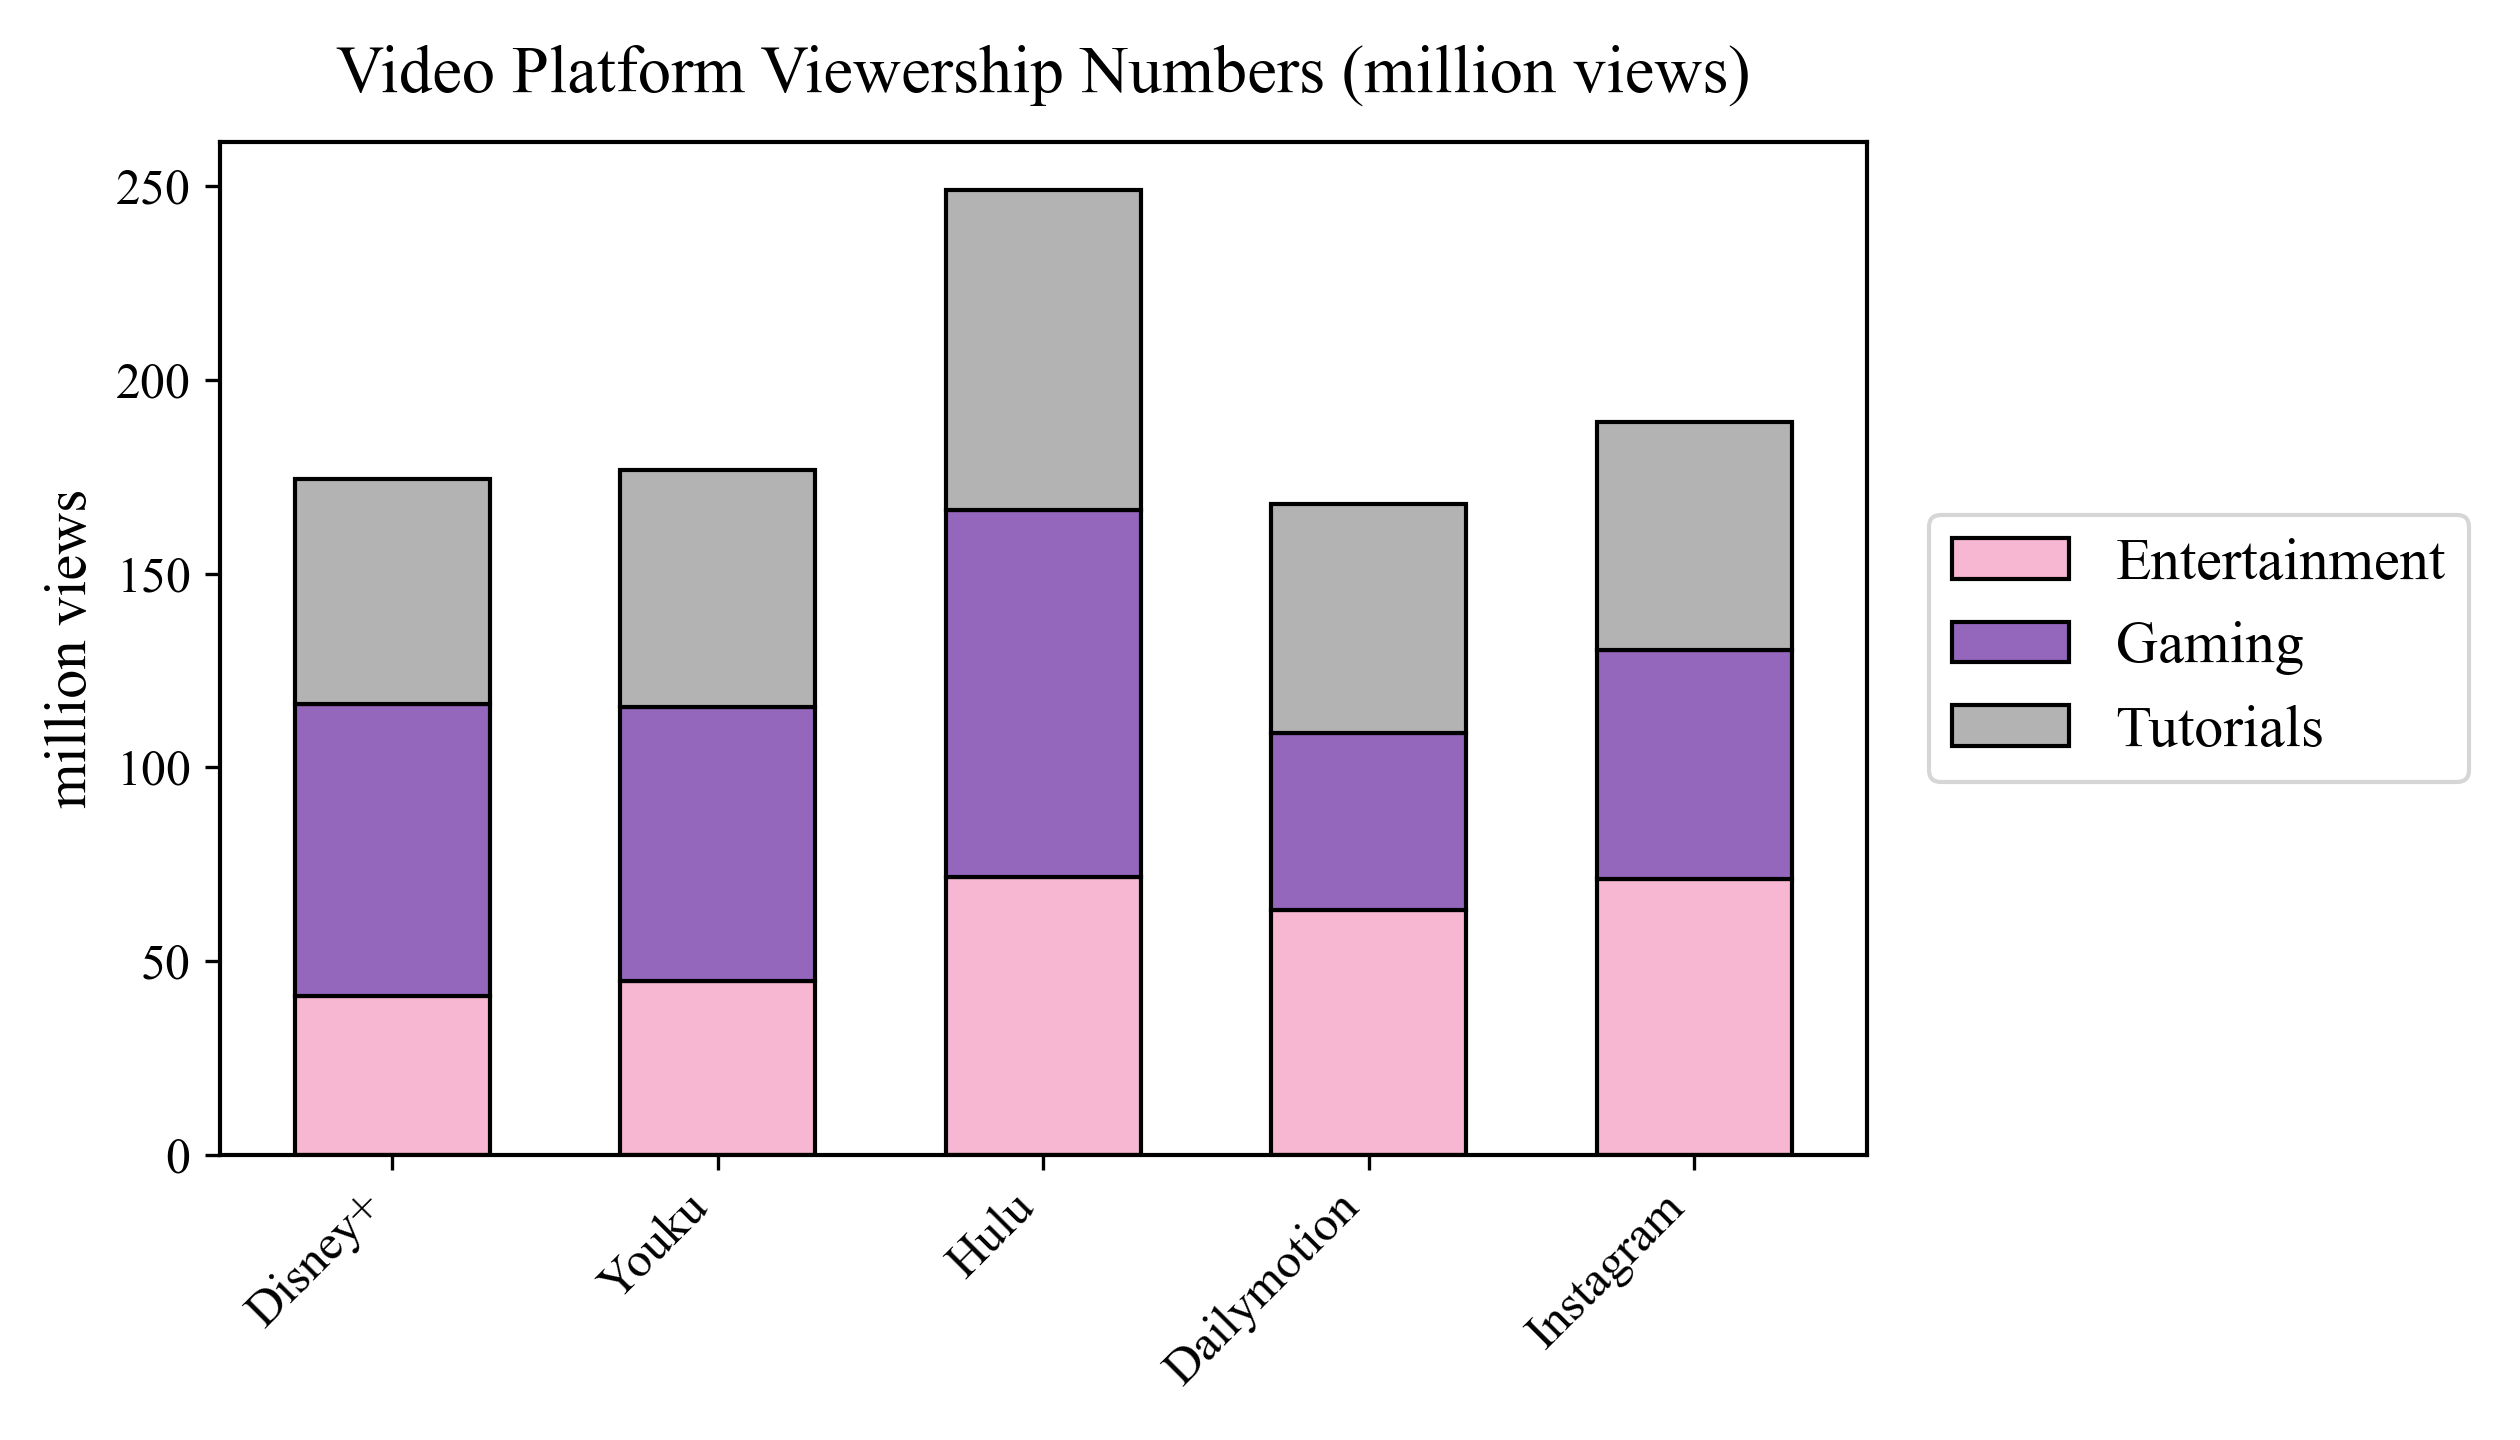 Video Platform Viewership Numbers (million views)
million views
250
200
150
100
50
0
Disney+
Youku
Hulu
Dailymotion
Instagram
Entertainment
Gaming
Tutorials